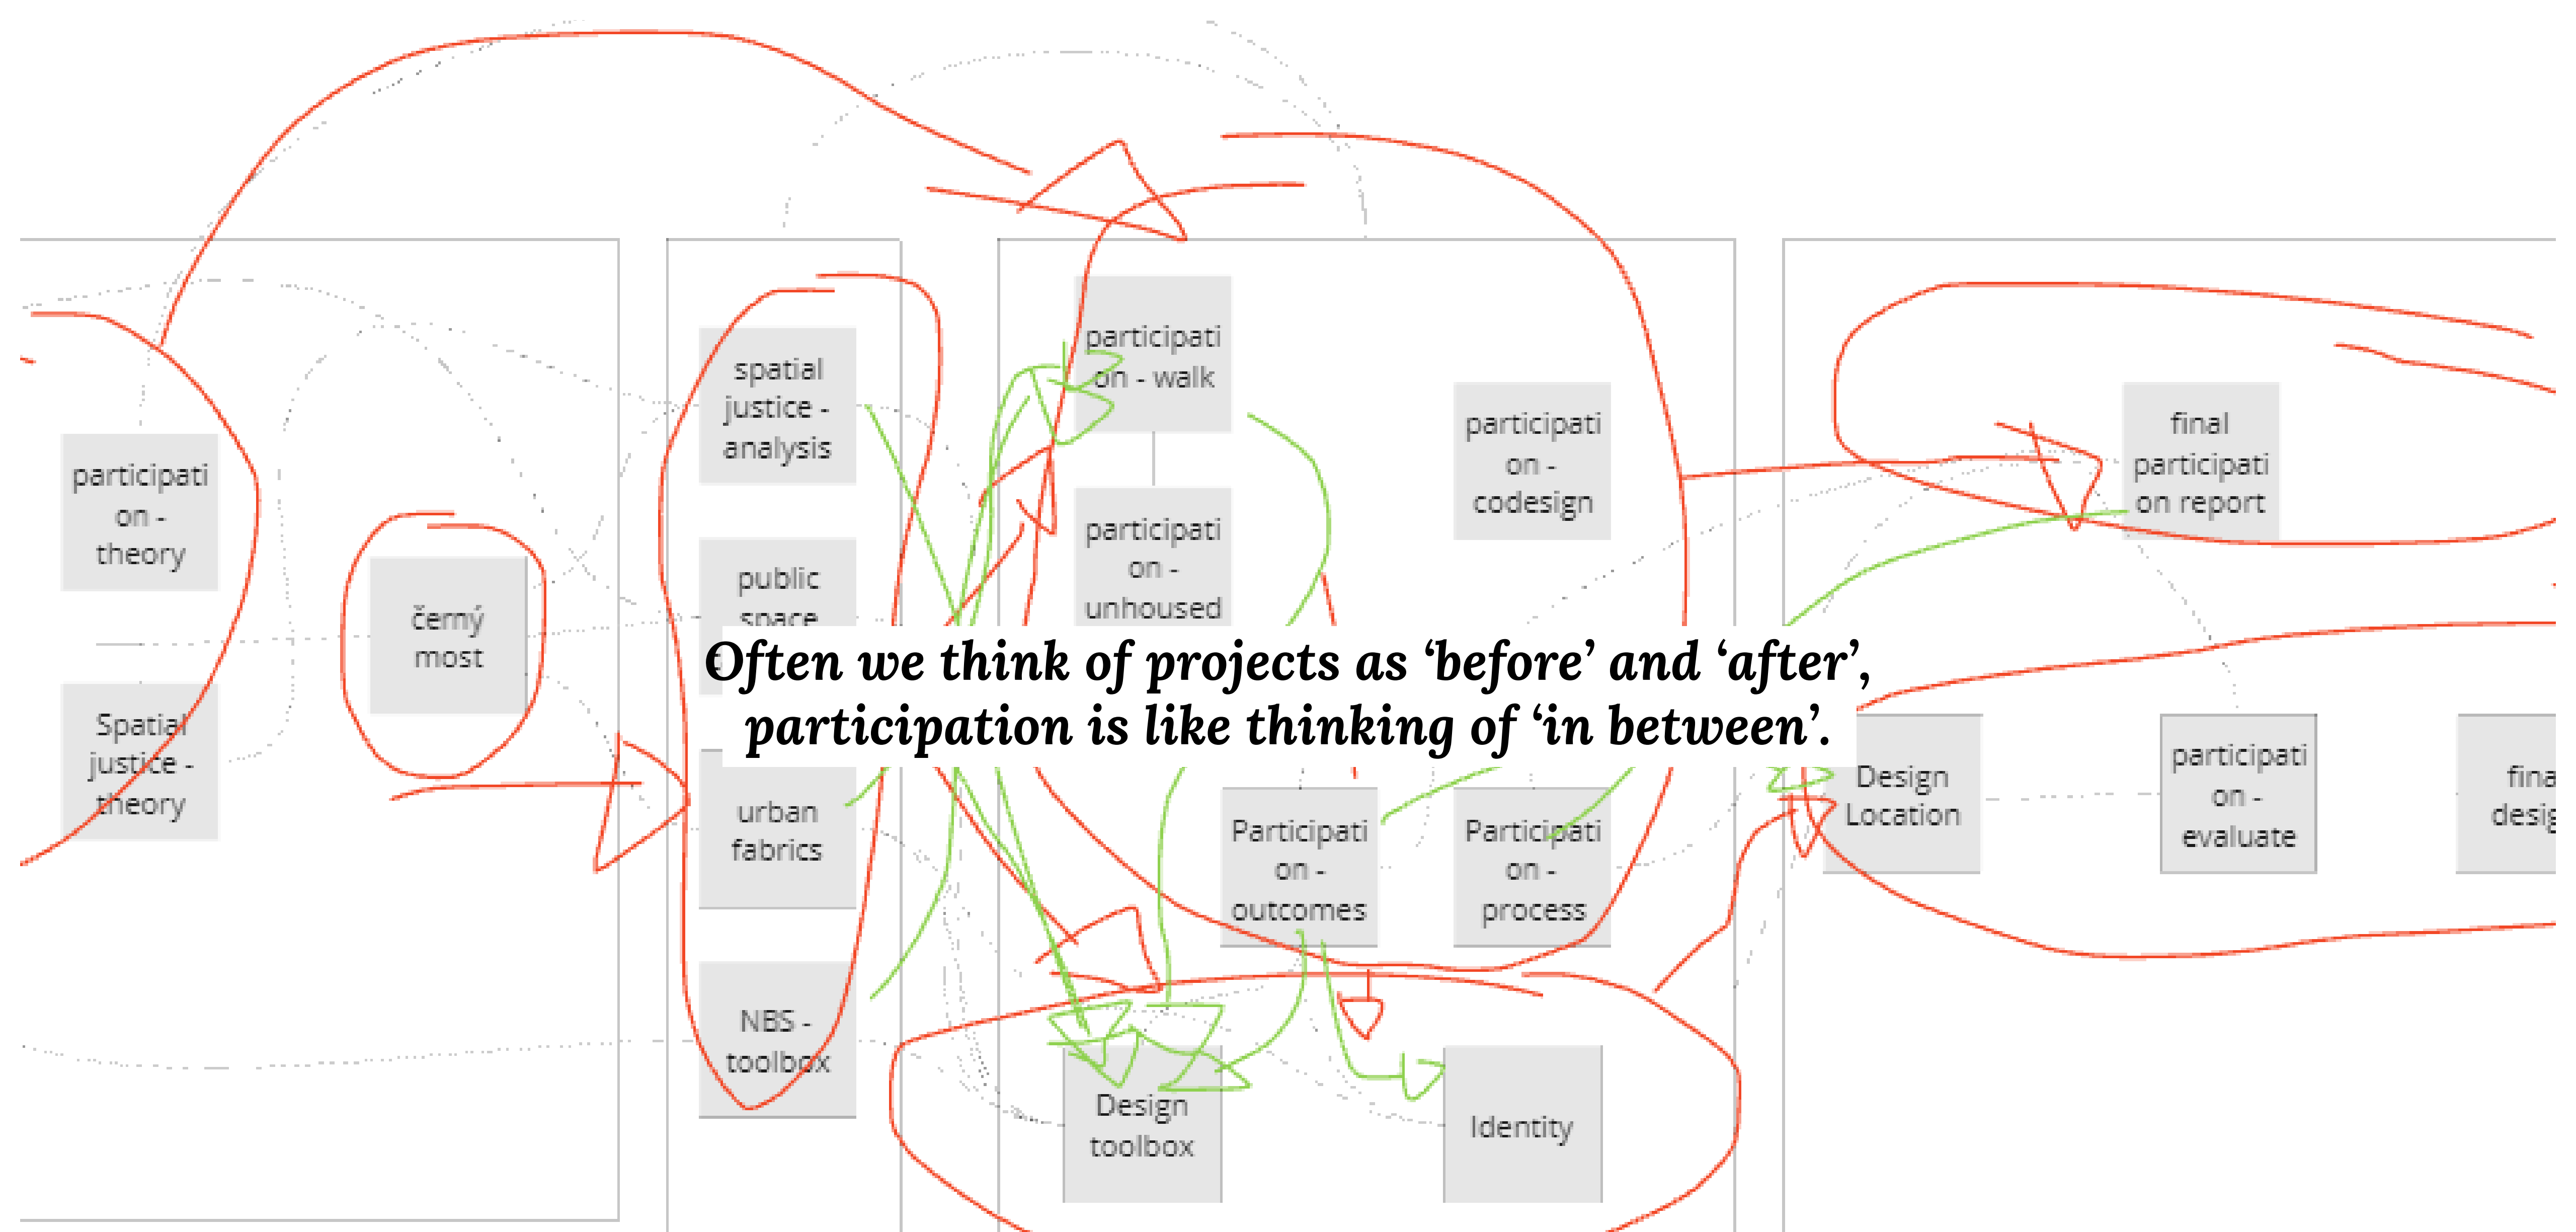 participati
on -
theory
Spatial
justice -
theory
černý
most
spatial
justice -
analysis
public
space
urban
fabrics
NBS -
toolbox
participati
on - walk
participati
on -
unhoused
participati
on -
codesign
Often we think of projects as ‘before’ and ‘after’,
participation is like thinking of ‘in between’.
Participati
on -
outcomes
Participati
on -
process
Design
toolbox
Identity
final
participati
on report
Design
Location
participati
on -
evaluate
fina
desig